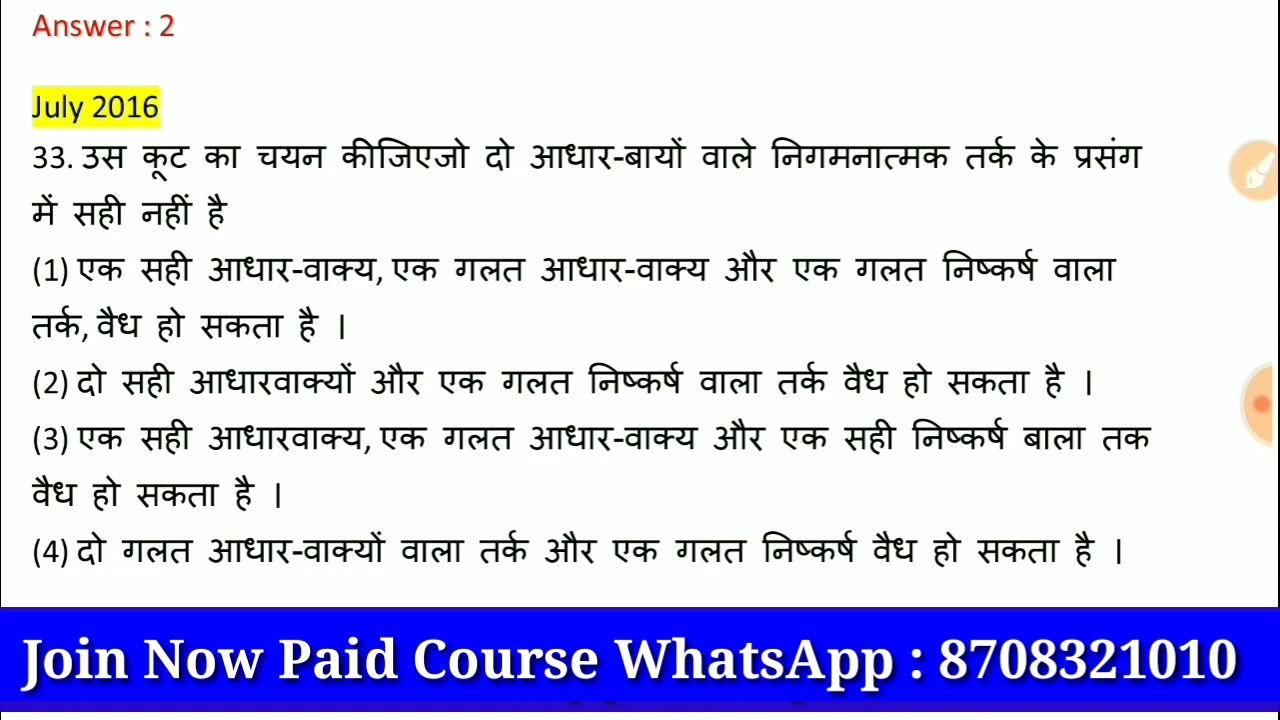 Answer : 2
July 2016
33. उस कूट का चयन कीजिएजो दो आधार-बायों वाले निगमनात्मक तर्क के प्रसंग
में सही नहीं है
(1) एक सही आधार-वाक्य, एक गलत आधार-वाक्य और एक गलत निष्कर्ष वाला
तर्क, वैध हो सकता है ।
(2) दो सही आधारवाक्यों और एक गलत निष्कर्ष वाला तर्क वैध हो सकता है ।
(3) एक सही आधारवाक्य, एक गलत आधार-वाक्य और एक सही निष्कर्ष बाला तक
वैध हो सकता है ।
(4) दो गलत आधार-वाक्यों वाला तर्क और एक गलत निष्कर्ष वैध हो सकता है ।
Join Now Paid Course WhatsApp : 8708321010